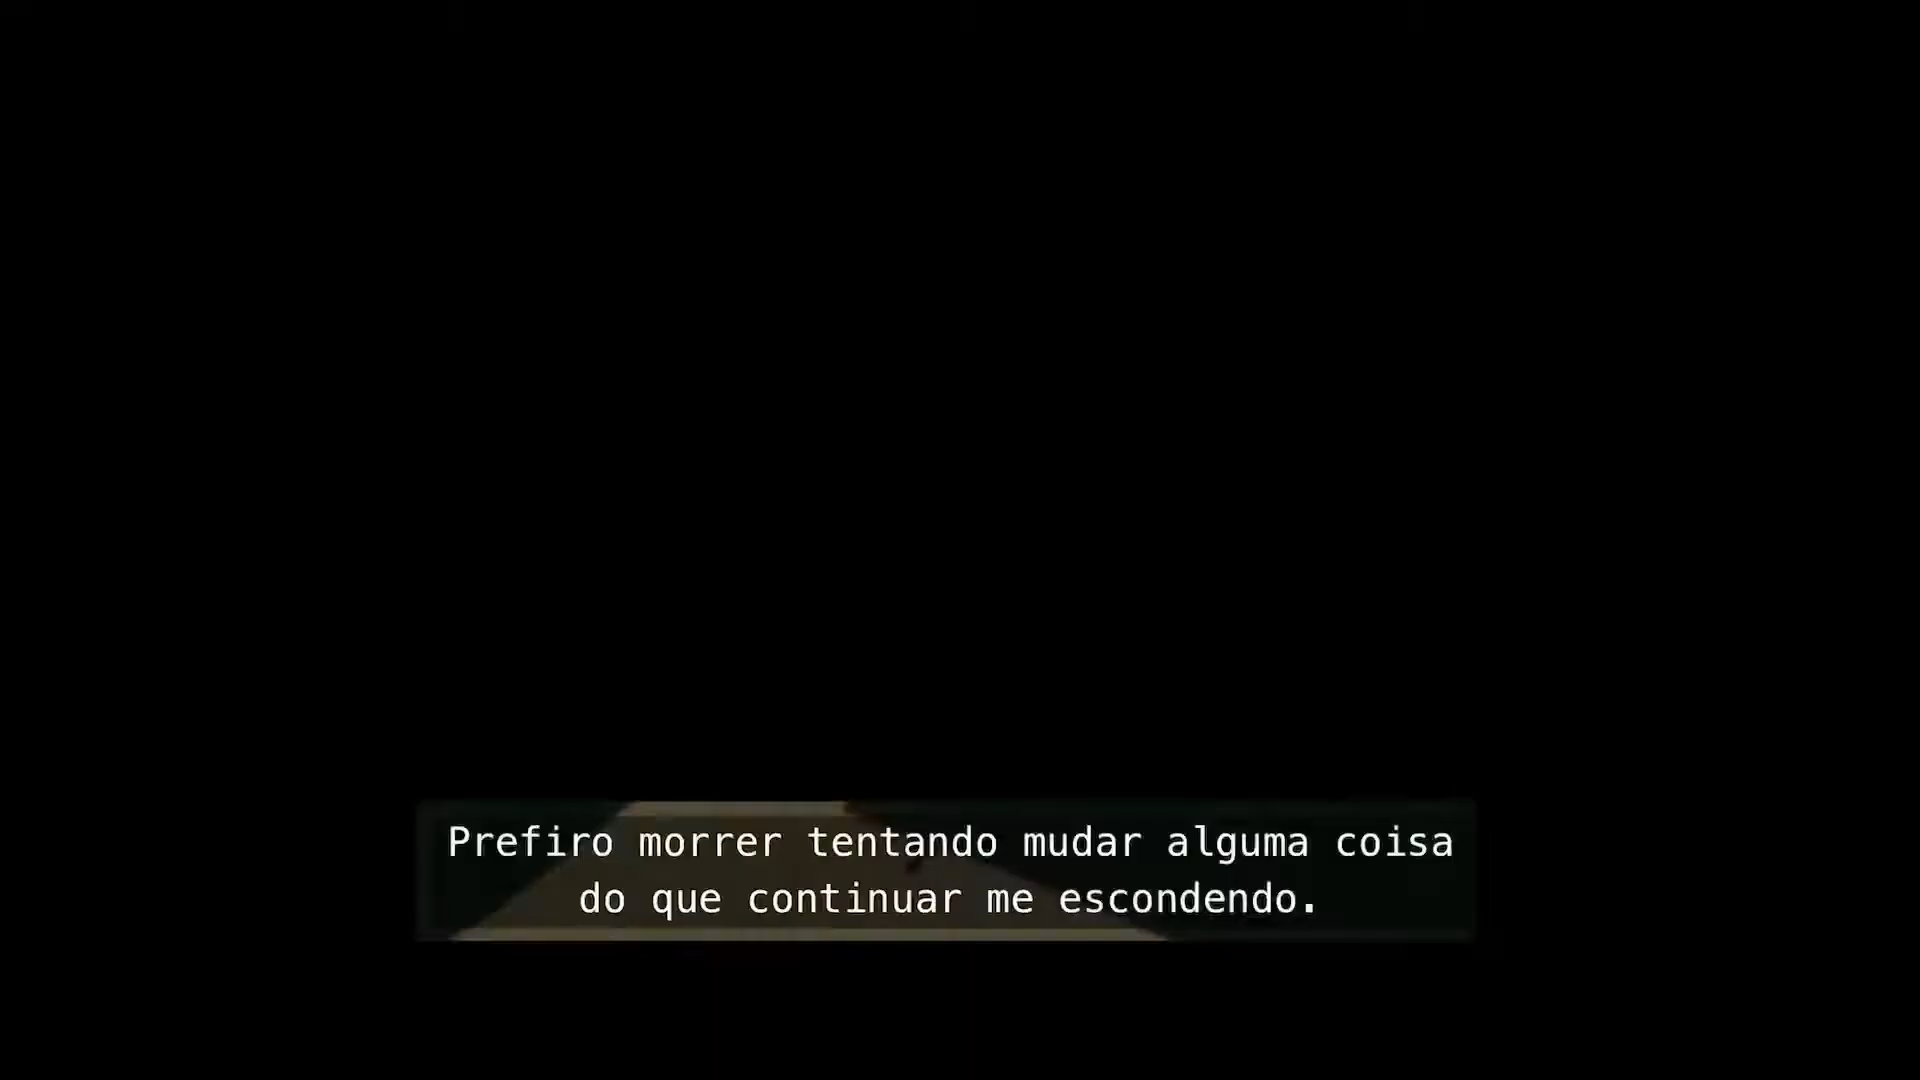 Prefiro morrer tentando mudar alguma coisa
do que continuar me escondendo.